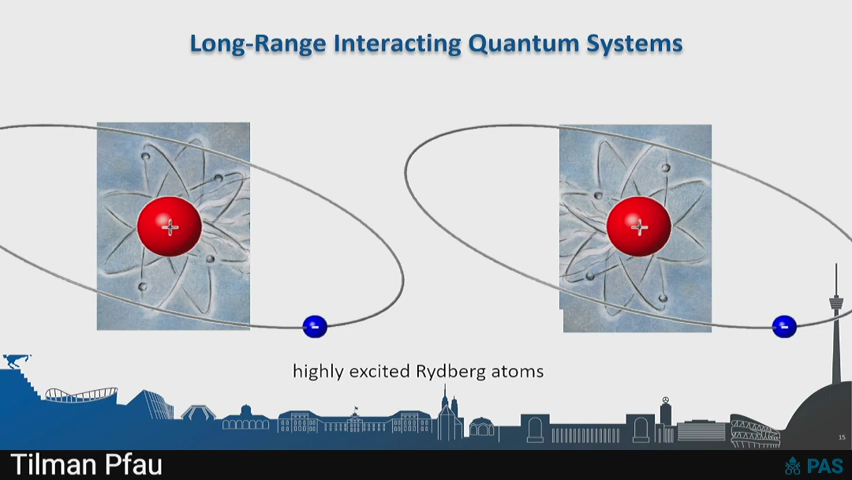 Long-Range Interacting Quantum Systems
+
+
-
-
highly excited Rydberg atoms
15
Tilman Pfau
PAS